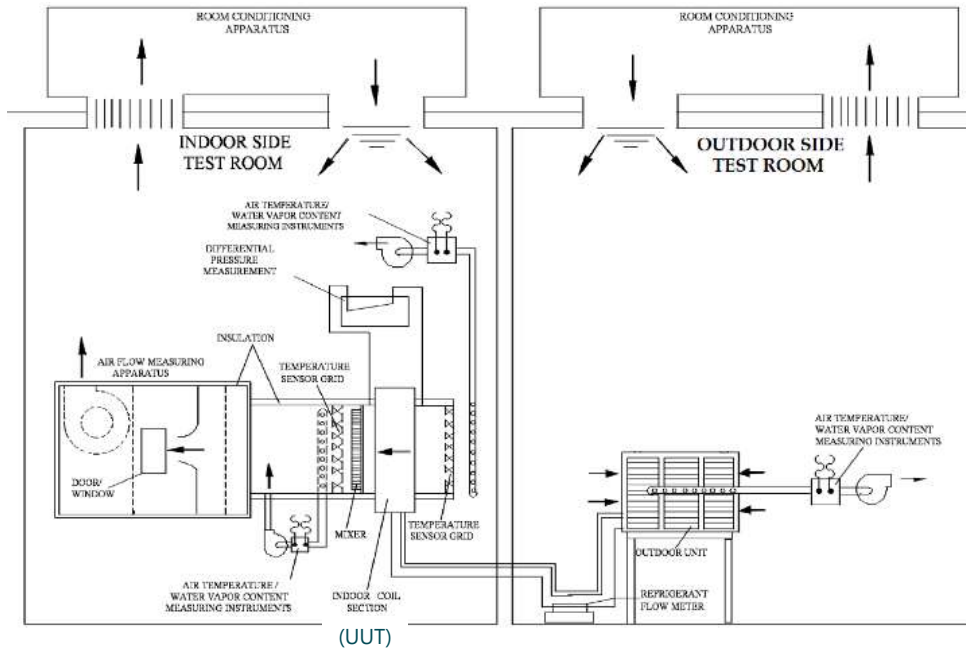 ROOM CONDITIONING
APPARATUS
ROOM CONDITIONING
APPARATUS
INDOOR SIDE
TEST ROOM
OUTDOOR SIDE
TEST ROOM
AIR TEMPERATURE/
WATER VAPOR CONTENT
MEASURING INSTRUMENTS
DIFFERENTIAL
PRESSURE
MEASUREMENT
INSULATION
AIR FLOW MEASURING
APPARATUS
TEMPERATURE
SENSOR GRID
AIR TEMPERATURE/
WATER VAPOR CONTENT
MEASURING INSTRUMENTS
DOOR/
WINDOW
MIXER
TEMPERATURE
SENSOR GRID
OUTDOOR UNIT
AIR TEMPERATURE /
WATER VAPOR CONTENT
MEASURING INSTRUMENTS
INDOOR COIL
SECTION
REFRIGERANT
FLOW METER
(UUT)